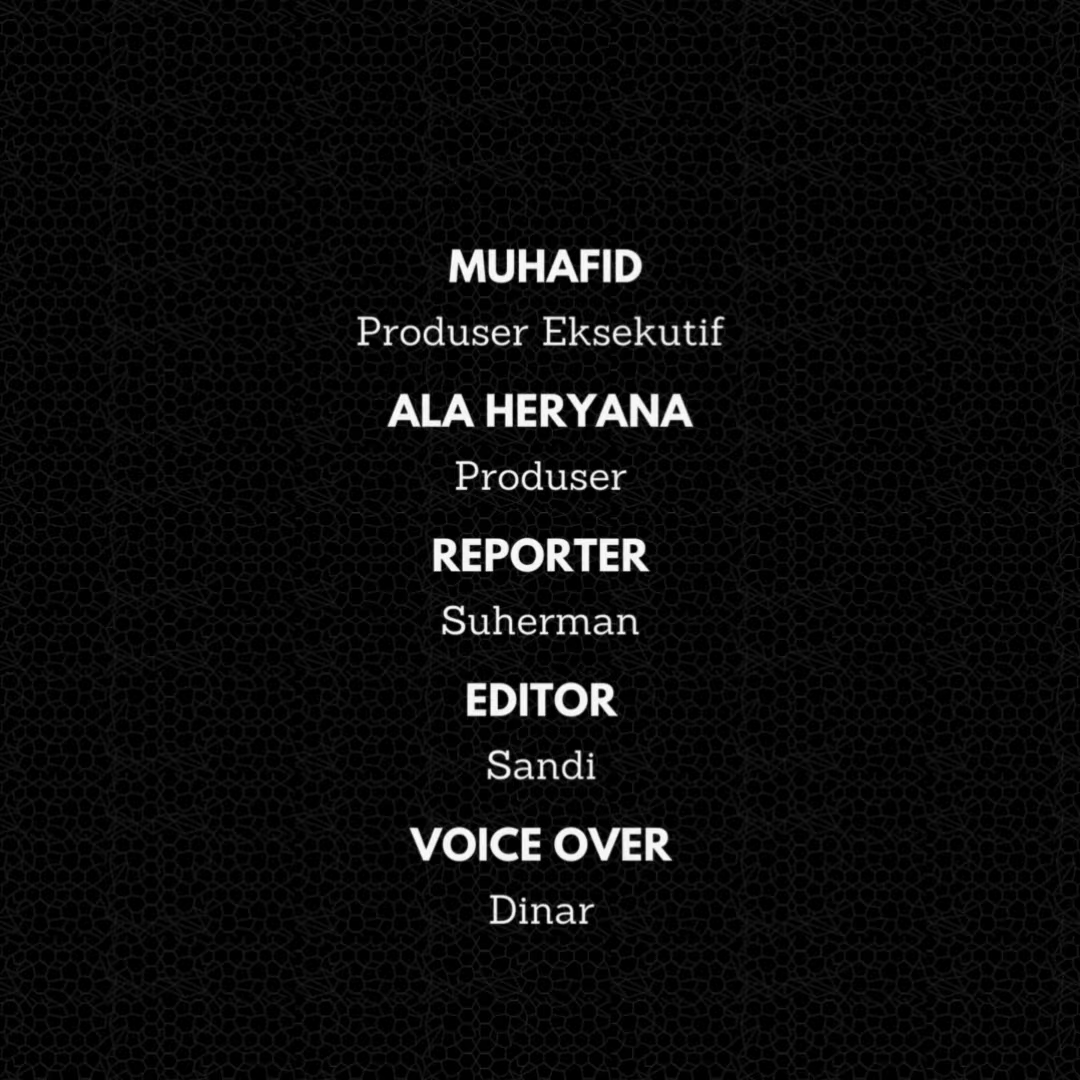 MUHAFID
Produser Eksekutif
ALA HERYANA
Produser
REPORTER
Suherman
EDITOR
Sandi
VOICE OVER
Dinar